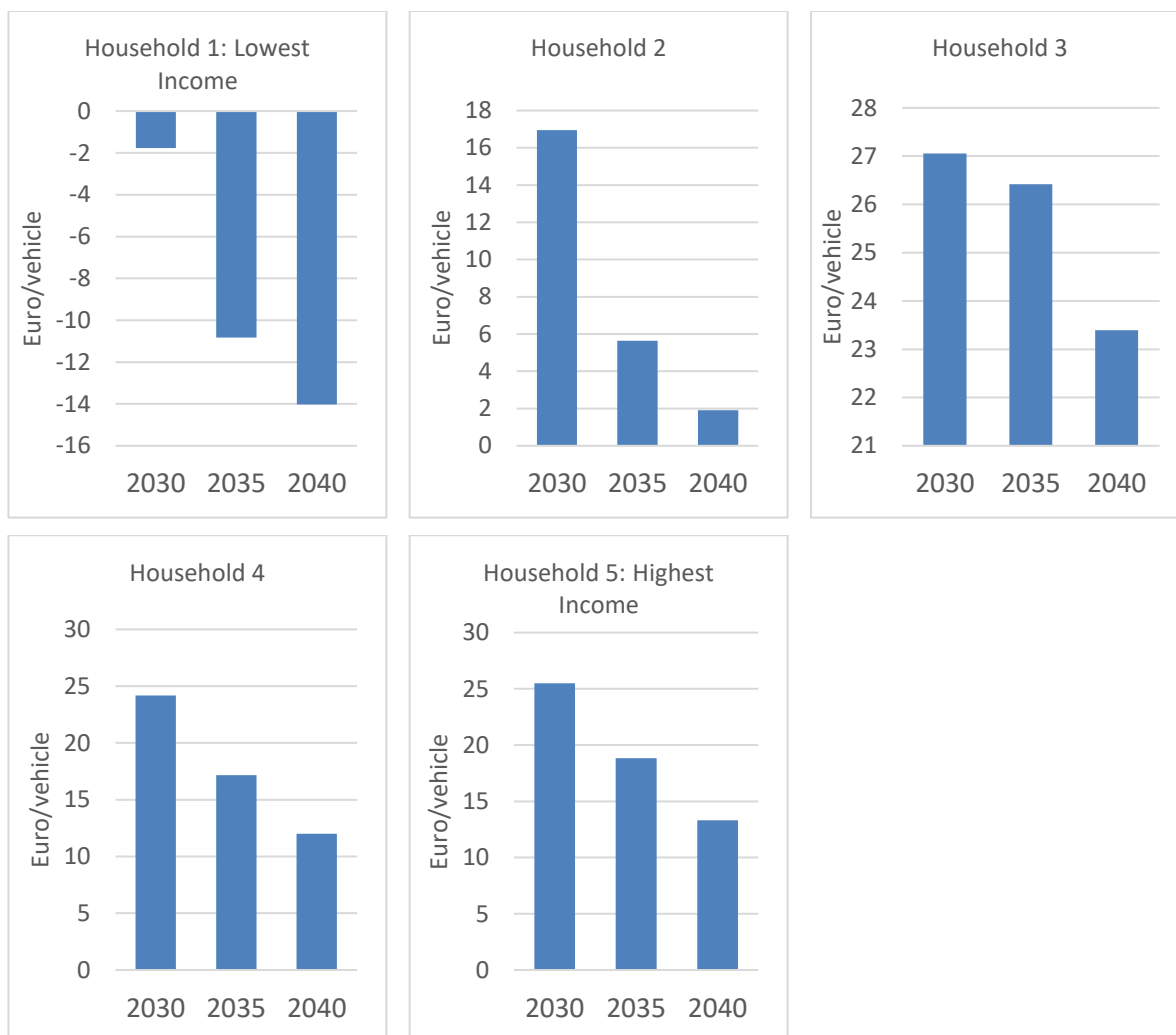 Household 1: Lowest
Income
0
-2
-4
-6
-8
-10
-12
-14
-16
Euro/vehicle
2030 2035 2040
Household 2
18
16
14
12
10
8
6
4
2
0
Euro/vehicle
2030 2035 2040
Household 3
28
27
26
25
24
23
22
21
Euro/vehicle
2030 2035 2040
Household 4
30
25
20
15
10
5
0
Euro/vehicle
2030 2035 2040
Household 5: Highest
Income
30
25
20
15
10
5
0
Euro/vehicle
2030 2035 2040